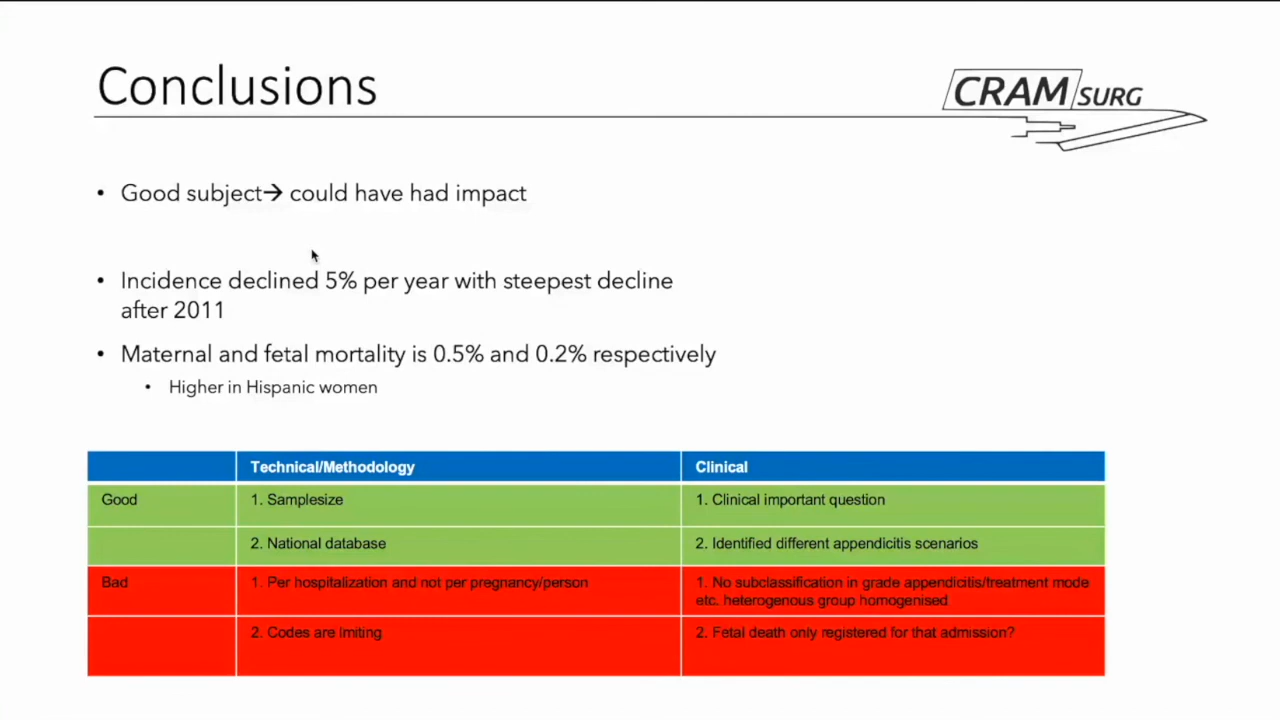 Conclusions
CRAM SURG
• Good subject→ could have had impact
• Incidence declined 5% per year with steepest decline
after 2011
• Maternal and fetal mortality is 0.5% and 0.2% respectively
• Higher in Hispanic women
Technical/Methodology Clinical
Good 1. Samplesize 1. Clinical important question
2. National database 2. Identified different appendicitis scenarios
Bad 1. Per hospitalization and not per pregnancy/person 1. No subclassification in grade appendicitis/treatment mode
etc. heterogenous group homogenised
2. Codes are lmiting 2. Fetal death only registered for that admission?